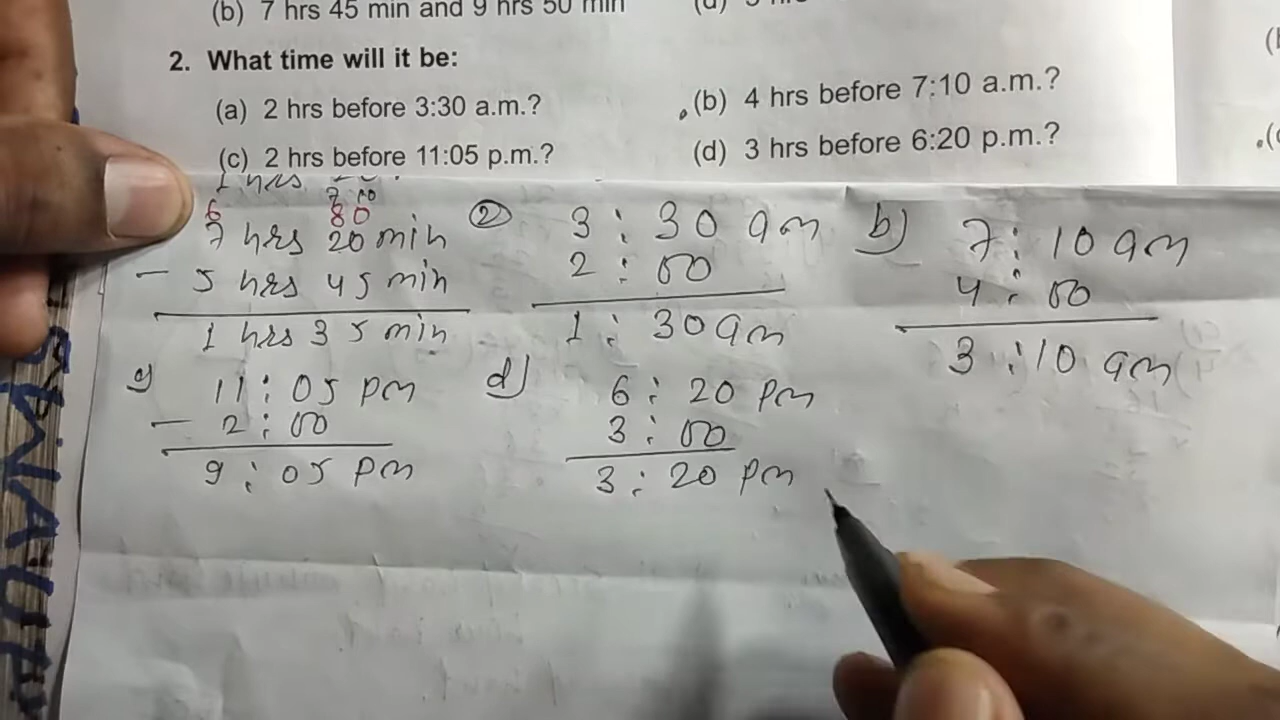 (b) 7 hrs 45 min and 9 hrs 50 min
2. What time will it be:
(a) 2 hrs before 3:30 a.m.?
(b) 4 hrs before 7:10 a.m.?
(c) 2 hrs before 11:05 p.m.?
(d) 3 hrs before 6:20 p.m.?
1 hrs
6 80
7 hrs 20 min
- 5 hrs 45 min
1 hrs 35 min
2 3 : 30 am
2 : 00
1 : 30 am
b) 7 : 10 am
4 : 00
3 : 10 am
c) 11 : 05 pm
- 2 : 00
9 : 05 pm
d) 6 : 20 pm
3 : 00
3 : 20 pm